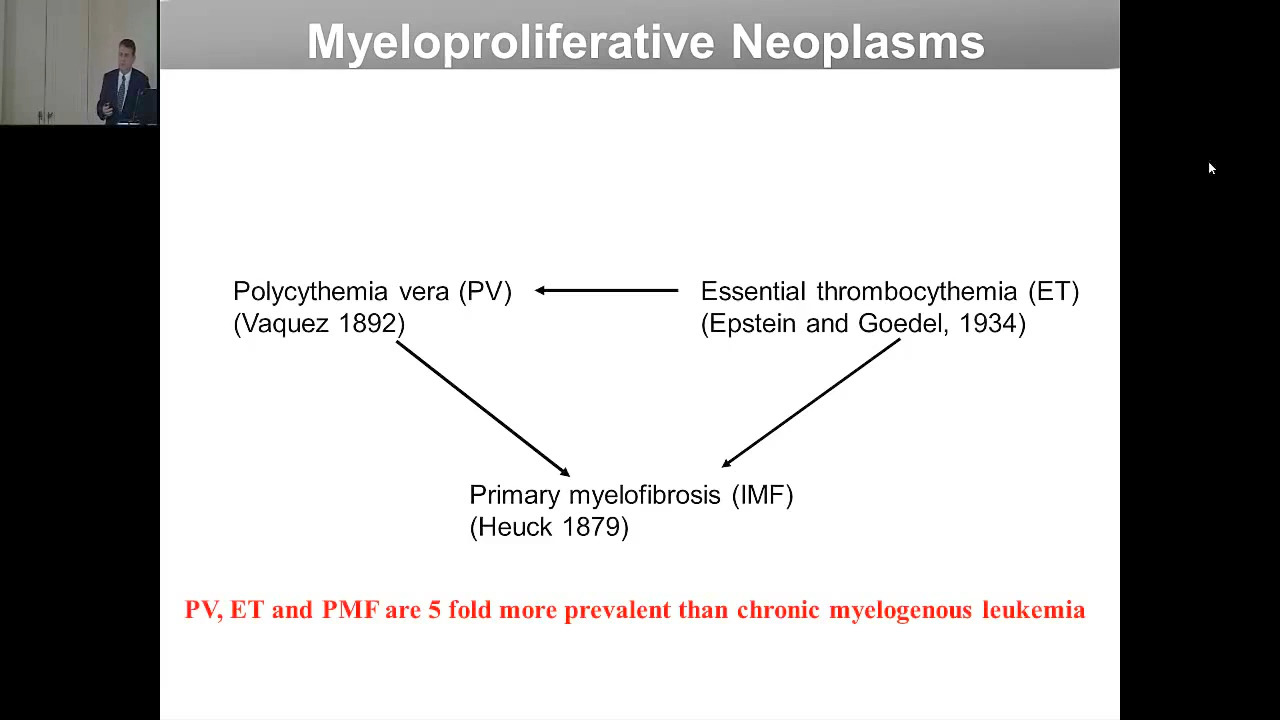 Myeloproliferative Neoplasms
Polycythemia vera (PV)
(Vaquez 1892)
Essential thrombocythemia (ET)
(Epstein and Goedel, 1934)
Primary myelofibrosis (IMF)
(Heuck 1879)
PV, ET and PMF are 5 fold more prevalent than chronic myelogenous leukemia